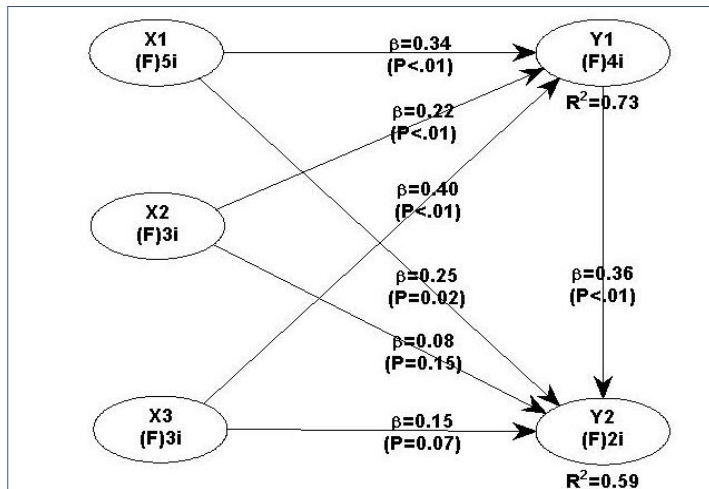 X1
(F)5i
β=0.34
(P<.01)
Y1
(F)4i
R²=0.73
β=0.22
(P<.01)
β=0.40
(P<.01)
X2
(F)3i
β=0.25
(P=0.02)
β=0.36
(P<.01)
β=0.08
(P=0.15)
X3
(F)3i
β=0.15
(P=0.07)
Y2
(F)2i
R²=0.59